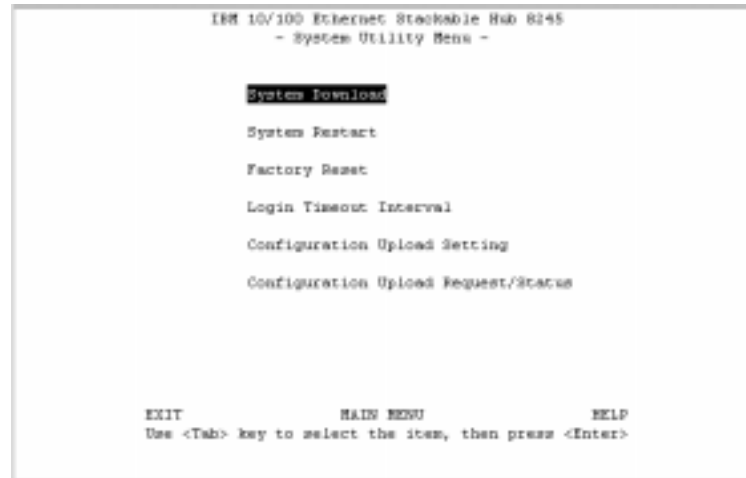 IBM 10/100 Ethernet Stackable Hub 8245
- System Utility Menu -
System Download
System Restart
Factory Reset
Login Timeout Interval
Configuration Upload Setting
Configuration Upload Request/Status
EXIT MAIN MENU HELP
Use <Tab> key to select the item, then press <Enter>